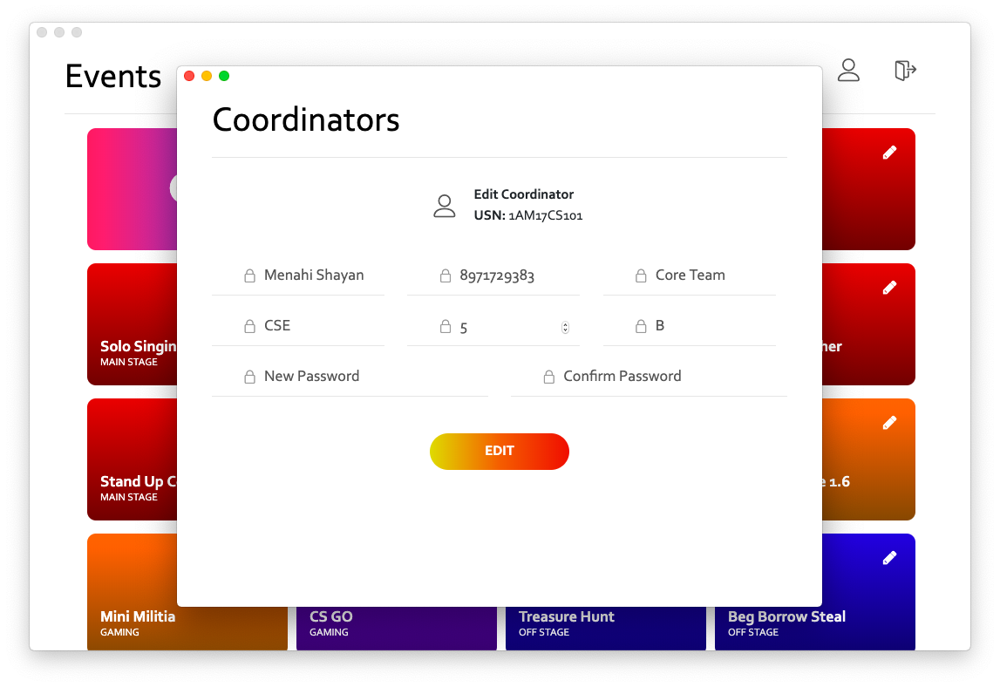 Events
Coordinators
Edit Coordinator
USN: 1AM17CS101
Menahi Shayan
8971729383
Core Team
CSE
5
B
New Password
Confirm Password
EDIT
Solo Singin
MAIN STAGE
her
Stand Up C
MAIN STAGE
e 1.6
Mini Militia
GAMING
CS GO
GAMING
Treasure Hunt
OFF STAGE
Beg Borrow Steal
OFF STAGE